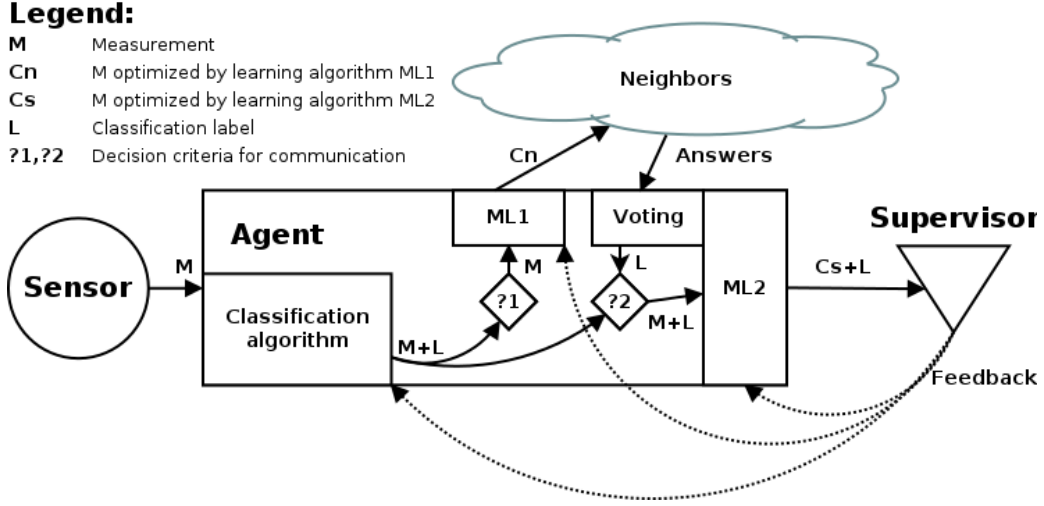 Legend:
M Measurement
Cn M optimized by learning algorithm ML1
Cs M optimized by learning algorithm ML2
L Classification label
?1,?2 Decision criteria for communication
Neighbors
Cn
Answers
Agent
ML1
Voting
Supervisor
Sensor
M
M
L
Cs+L
ML2
?1
?2
Classification
algorithm
M+L
M+L
Feedback